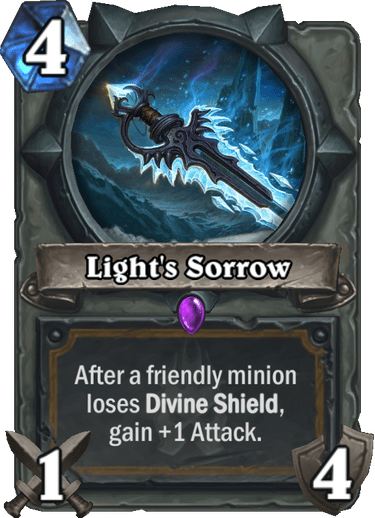 4
Light's Sorrow
After a friendly minion
loses Divine Shield,
gain +1 Attack.
1
4